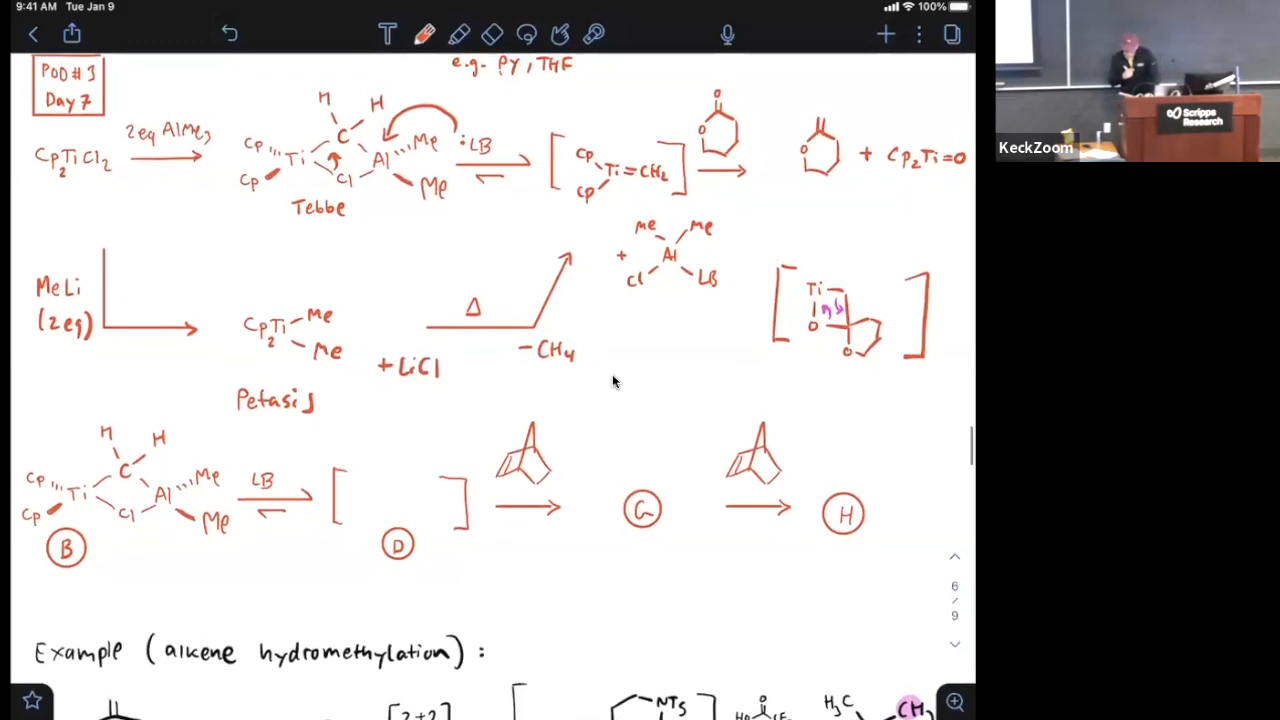 9:41 AM Tue Jan 9
100%
e.g. Py, THF
POD #3
Day 7
Cp2TiCl2
2eq AlMe3
H
H
C
Cp
Cp
Ti
Cl
Al
Me
Me
Tebbe
:LB
Cp
Cp
Ti=CH2
O
O
O
+ Cp2Ti=O
MeLi
(2eq)
Cp2Ti
Me
Me
+ LiCl
Petasis
Δ
-CH4
+
Me
Me
Al
Cl
LB
Ti
O
O
H
H
C
Cp
Cp
Ti
Cl
Al
Me
Me
LB
B
D
G
H
6
/
9
Example (alkene hydromethylation):
[2+2]
NTs
O
H3C
CH3
Scripps
Research
KeckZoom